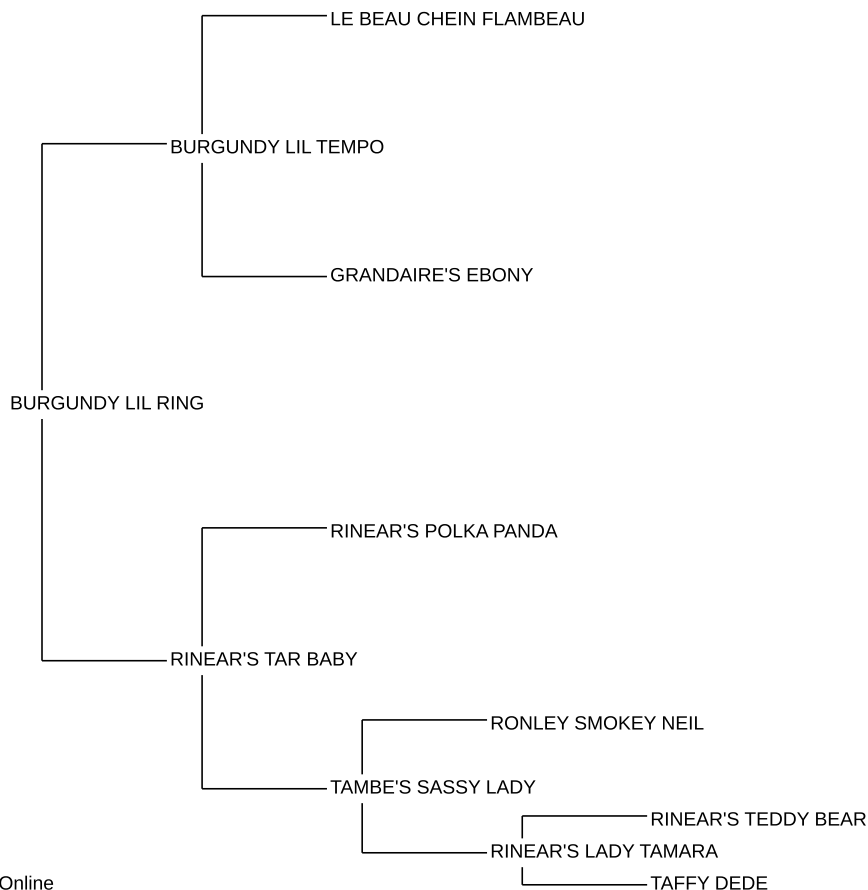 LE BEAU CHEIN FLAMBEAU
BURGUNDY LIL TEMPO
GRANDAIRE'S EBONY
BURGUNDY LIL RING
RINEAR'S POLKA PANDA
RINEAR'S TAR BABY
RONLEY SMOKEY NEIL
TAMBE'S SASSY LADY
RINEAR'S TEDDY BEAR
RINEAR'S LADY TAMARA
TAFFY DEDE
Online